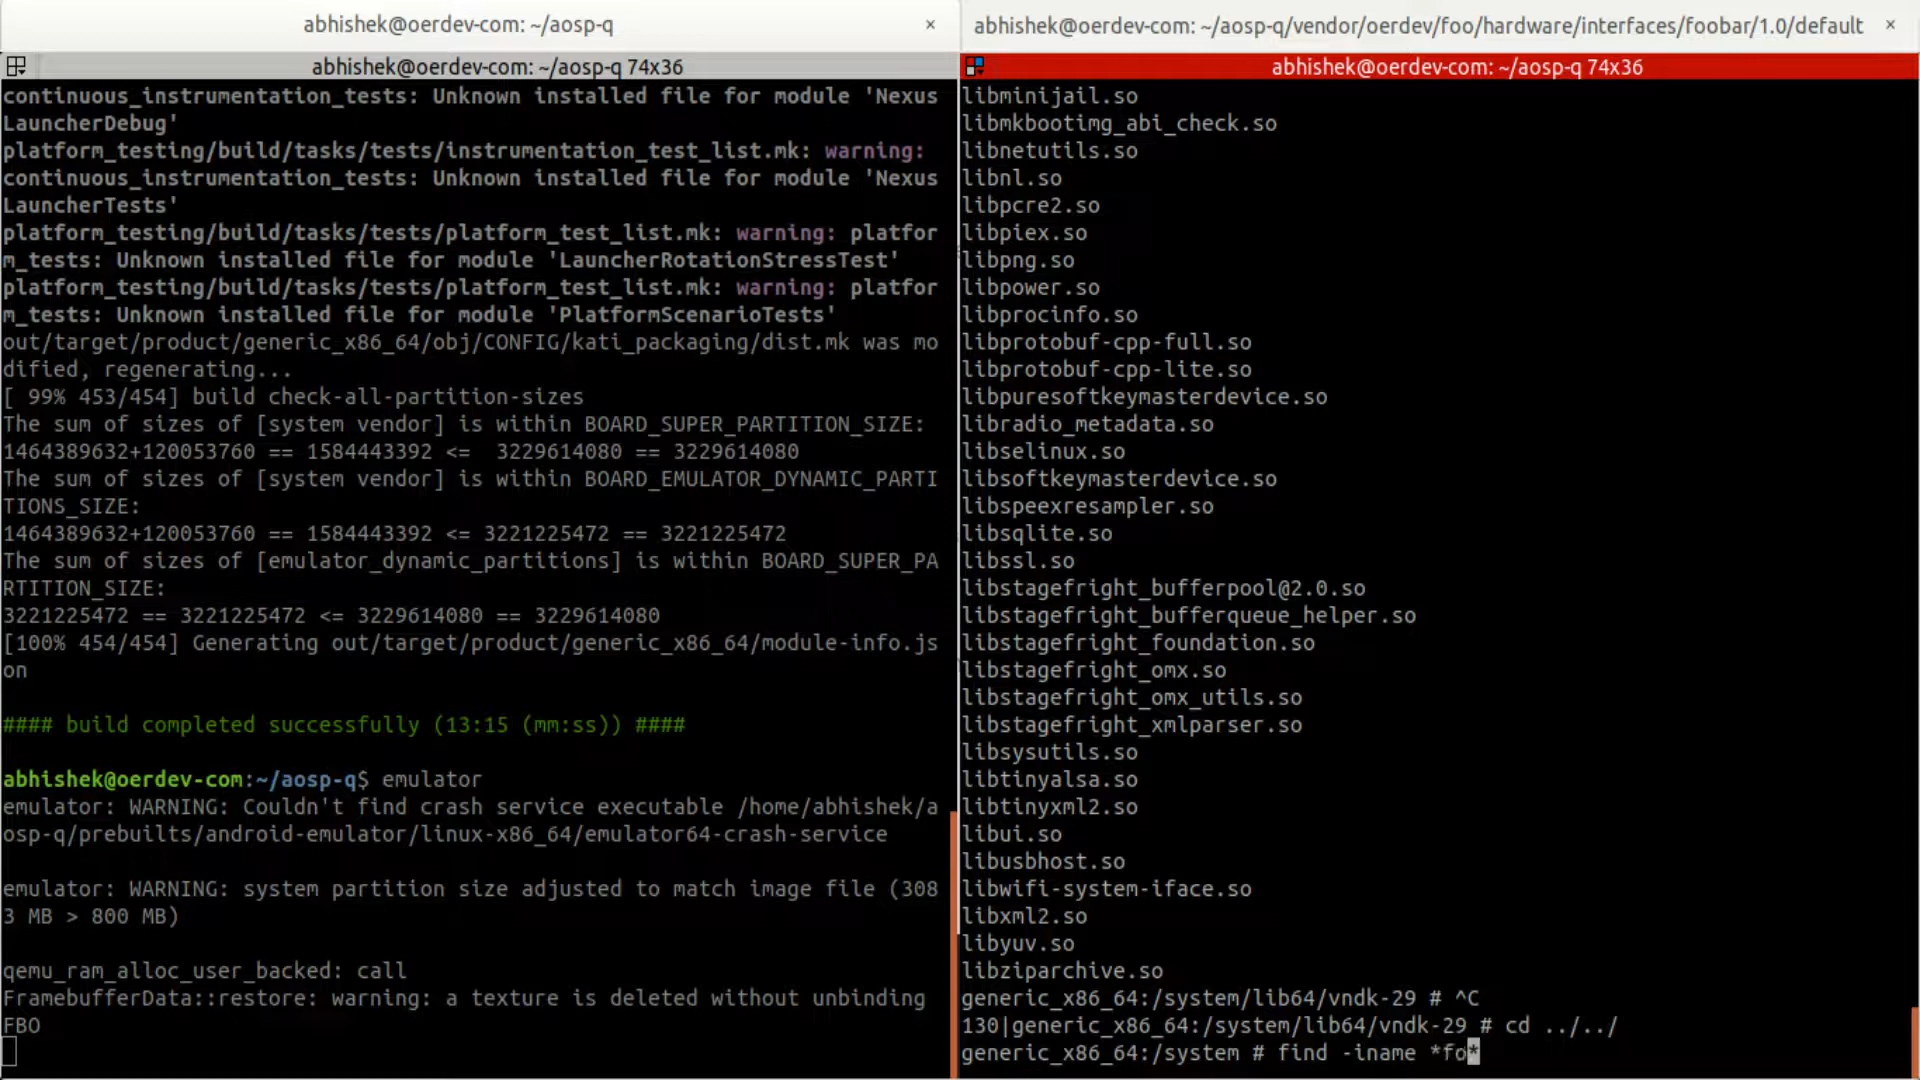 abhishek@oerdev-com: ~/aosp-q ×
abhishek@oerdev-com: ~/aosp-q 74x36
continuous_instrumentation_tests: Unknown installed file for module 'Nexus
LauncherDebug'
platform_testing/build/tasks/tests/instrumentation_test_list.mk: warning:
continuous_instrumentation_tests: Unknown installed file for module 'Nexus
LauncherTests'
platform_testing/build/tasks/tests/platform_test_list.mk: warning: platfor
m_tests: Unknown installed file for module 'LauncherRotationStressTest'
platform_testing/build/tasks/tests/platform_test_list.mk: warning: platfor
m_tests: Unknown installed file for module 'PlatformScenarioTests'
out/target/product/generic_x86_64/obj/CONFIG/kati_packaging/dist.mk was mo
dified, regenerating...
[ 99% 453/454] build check-all-partition-sizes
The sum of sizes of [system vendor] is within BOARD_SUPER_PARTITION_SIZE:
1464389632+120053760 == 1584443392 <=  3229614080 == 3229614080
The sum of sizes of [system vendor] is within BOARD_EMULATOR_DYNAMIC_PARTI
TIONS_SIZE:
1464389632+120053760 == 1584443392 <= 3221225472 == 3221225472
The sum of sizes of [emulator_dynamic_partitions] is within BOARD_SUPER_PA
RTITION_SIZE:
3221225472 == 3221225472 <= 3229614080 == 3229614080
[100% 454/454] Generating out/target/product/generic_x86_64/module-info.js
on
#### build completed successfully (13:15 (mm:ss)) ####
abhishek@oerdev-com:~/aosp-q$ emulator
emulator: WARNING: Couldn't find crash service executable /home/abhishek/a
osp-q/prebuilts/android-emulator/linux-x86_64/emulator64-crash-service
emulator: WARNING: system partition size adjusted to match image file (308
3 MB > 800 MB)
qemu_ram_alloc_user_backed: call
FramebufferData::restore: warning: a texture is deleted without unbinding
FBO
abhishek@oerdev-com: ~/aosp-q/vendor/oerdev/foo/hardware/interfaces/foobar/1.0/default ×
abhishek@oerdev-com: ~/aosp-q 74x36
libminijail.so
libmkbootimg_abi_check.so
libnetutils.so
libnl.so
libpcre2.so
libpiex.so
libpng.so
libpower.so
libprocinfo.so
libprotobuf-cpp-full.so
libprotobuf-cpp-lite.so
libpuresoftkeymasterdevice.so
libradio_metadata.so
libselinux.so
libsoftkeymasterdevice.so
libspeexresampler.so
libsqlite.so
libssl.so
libstagefright_bufferpool@2.0.so
libstagefright_bufferqueue_helper.so
libstagefright_foundation.so
libstagefright_omx.so
libstagefright_omx_utils.so
libstagefright_xmlparser.so
libsysutils.so
libtinyalsa.so
libtinyxml2.so
libui.so
libusbhost.so
libwifi-system-iface.so
libxml2.so
libyuv.so
libziparchive.so
generic_x86_64:/system/lib64/vndk-29 # ^C
130|generic_x86_64:/system/lib64/vndk-29 # cd ../../
generic_x86_64:/system # find -iname *fo*